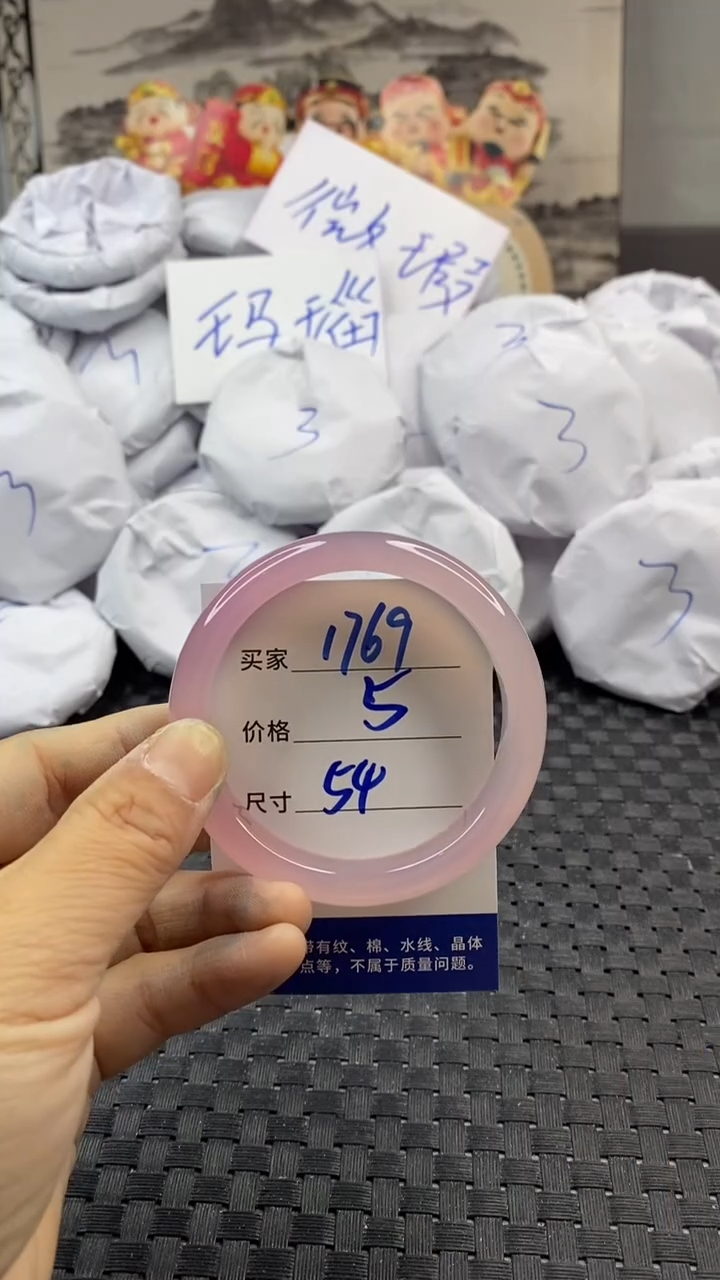 微瑕
玛瑙
3
3
3
3
3
买家 1769
价格 5
尺寸 54
带有纹、棉、水线、晶体
点等，不属于质量问题。